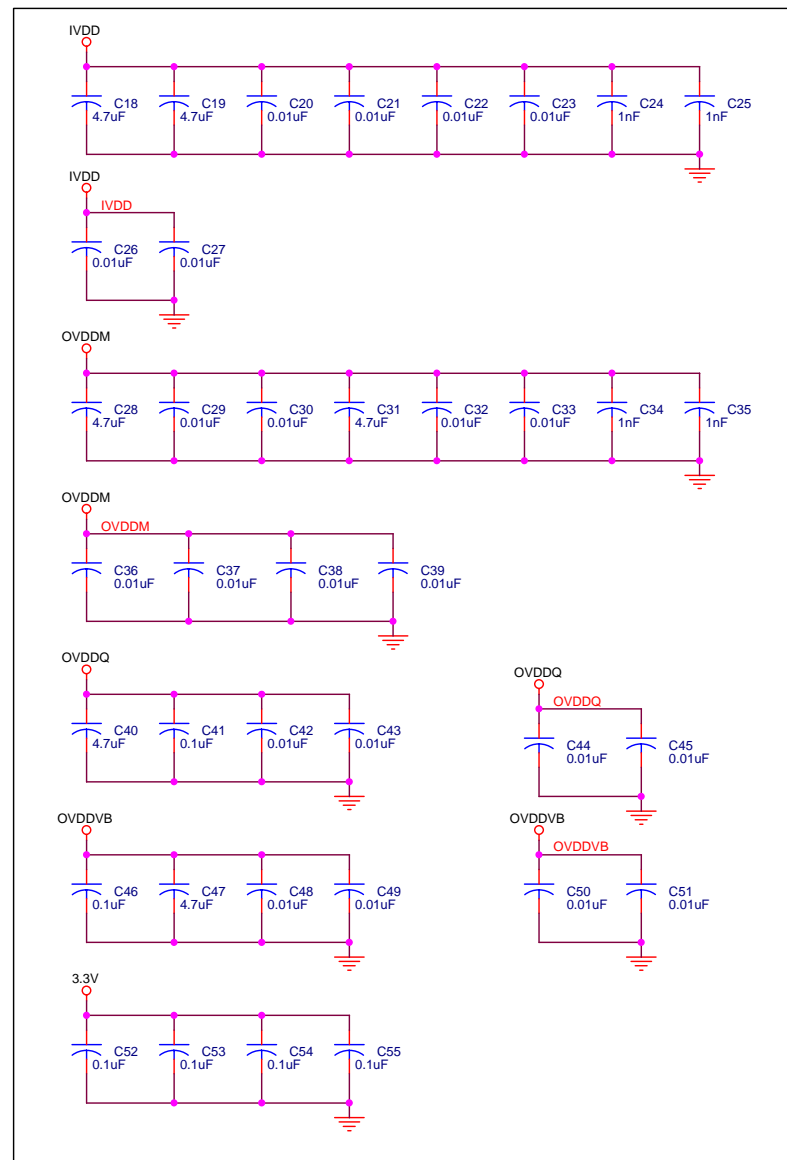 IVDD
C18 C19 C20 C21 C22 C23 C24 C25
4.7uF 4.7uF 0.01uF 0.01uF 0.01uF 0.01uF 1nF 1nF
IVDD
IVDD
C26 C27
0.01uF 0.01uF
OVDDM
C28 C29 C30 C31 C32 C33 C34 C35
4.7uF 0.01uF 0.01uF 4.7uF 0.01uF 0.01uF 1nF 1nF
OVDDM
OVDDM
C36 C37 C38 C39
0.01uF 0.01uF 0.01uF 0.01uF
OVDDQ
C40 C41 C42 C43
4.7uF 0.1uF 0.01uF 0.01uF
OVDDQ
OVDDQ
C44 C45
0.01uF 0.01uF
OVDDVB
C46 C47 C48 C49
0.1uF 4.7uF 0.01uF 0.01uF
OVDDVB
OVDDVB
C50 C51
0.01uF 0.01uF
3.3V
C52 C53 C54 C55
0.1uF 0.1uF 0.1uF 0.1uF